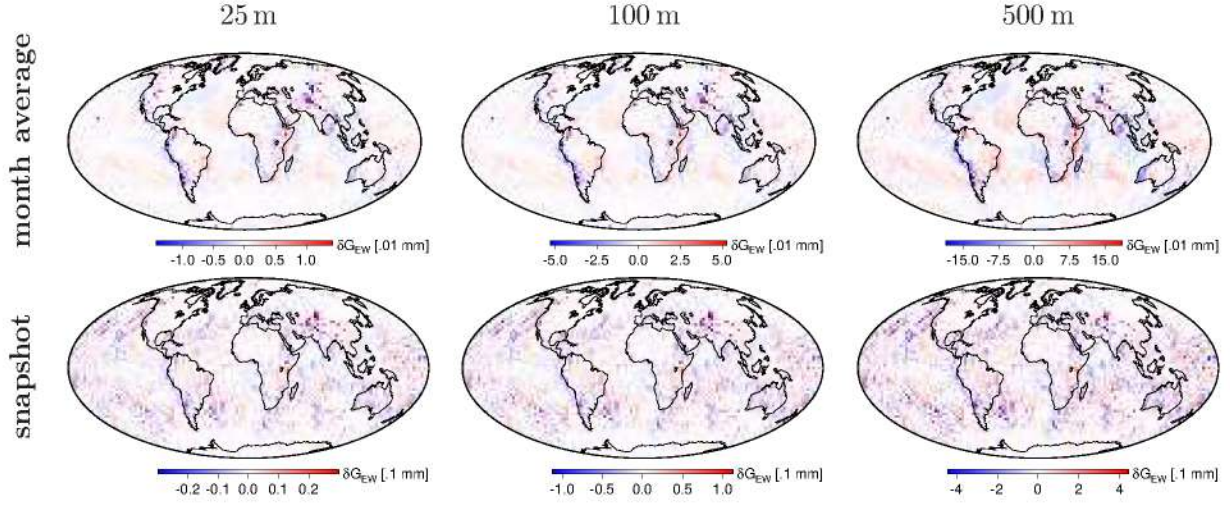 25 m 100 m 500 m
month average
δG_EW [.01 mm] δG_EW [.01 mm] δG_EW [.01 mm]
-1.0 -0.5 0.0 0.5 1.0 -5.0 -2.5 0.0 2.5 5.0 -15.0 -7.5 0.0 7.5 15.0
snapshot
δG_EW [.1 mm] δG_EW [.1 mm] δG_EW [.1 mm]
-0.2 -0.1 0.0 0.1 0.2 -1.0 -0.5 0.0 0.5 1.0 -4 -2 0 2 4